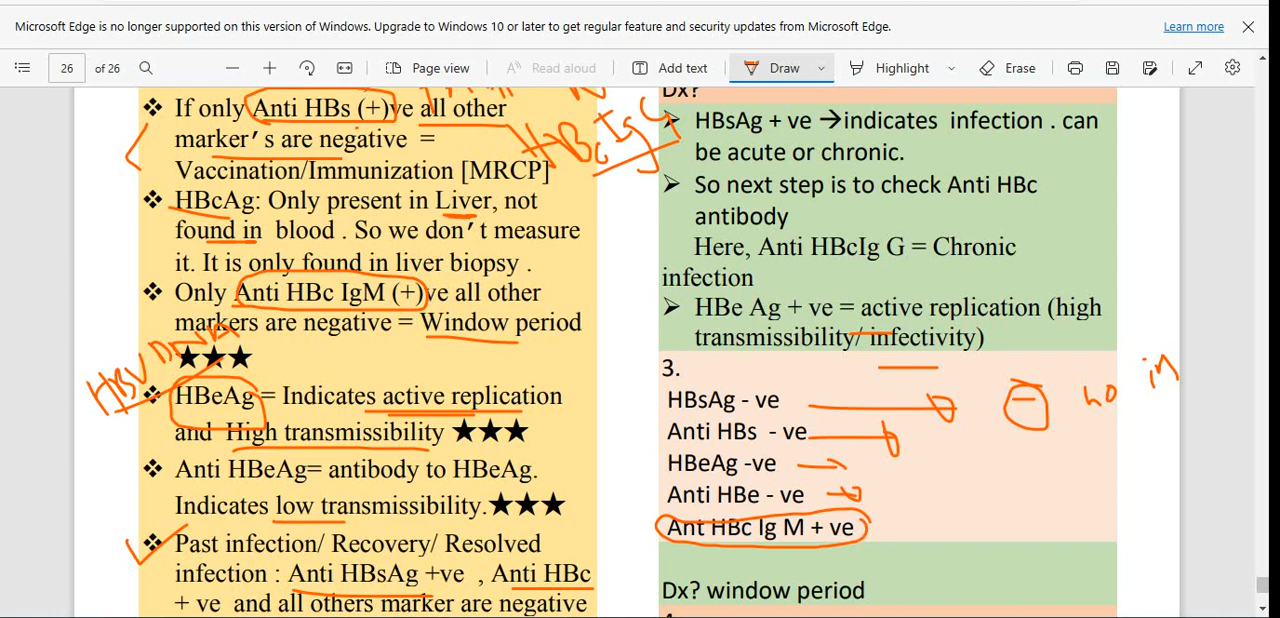 Microsoft Edge is no longer supported on this version of Windows. Upgrade to Windows 10 or later to get regular feature and security updates from Microsoft Edge.
Learn more
26 of 26
Page view
Read aloud
Add text
Draw
Highlight
Erase
❖ If only Anti HBs (+)ve all other
marker's are negative =
Vaccination/Immunization [MRCP]
❖ HBcAg: Only present in Liver, not
found in blood . So we don't measure
it. It is only found in liver biopsy .
❖ Only Anti HBc IgM (+)ve all other
markers are negative = Window period
★★★
❖ HBeAg = Indicates active replication
and High transmissibility ★★★
❖ Anti HBeAg= antibody to HBeAg.
Indicates low transmissibility.★★★
❖ Past infection/ Recovery/ Resolved
infection : Anti HBsAg +ve , Anti HBc
+ ve and all others marker are negative
HBc IgG
HBV DNA
Dx?
➢ HBsAg + ve →indicates infection . can
be acute or chronic.
➢ So next step is to check Anti HBc
antibody
Here, Anti HBcIg G = Chronic
infection
➢ HBe Ag + ve = active replication (high
transmissibility/ infectivity)
3.
HBsAg - ve
Anti HBs - ve
HBeAg -ve
Anti HBe - ve
Ant HBc Ig M + ve
no in
Dx? window period